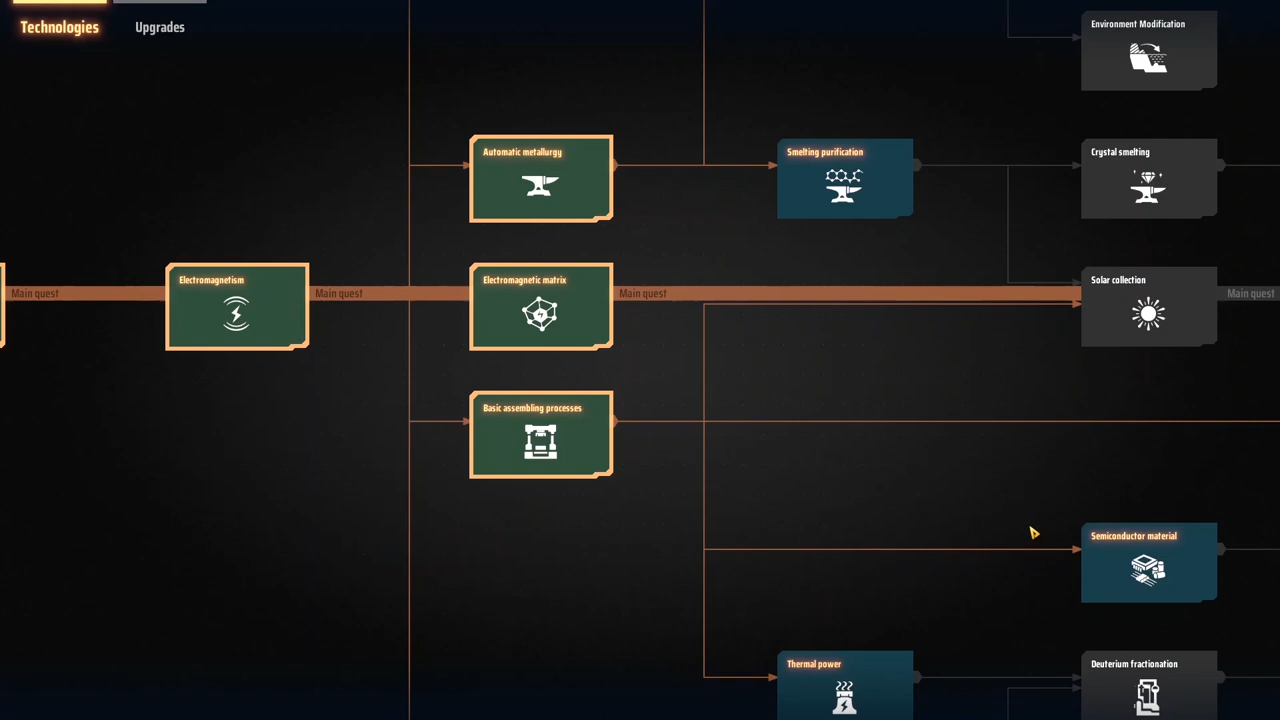 Technologies
Upgrades
Environment Modification
Automatic metallurgy
Smelting purification
Crystal smelting
Electromagnetism
Electromagnetic matrix
Solar collection
Main quest
Main quest
Main quest
Main quest
Basic assembling processes
Semiconductor material
Thermal power
Deuterium fractionation